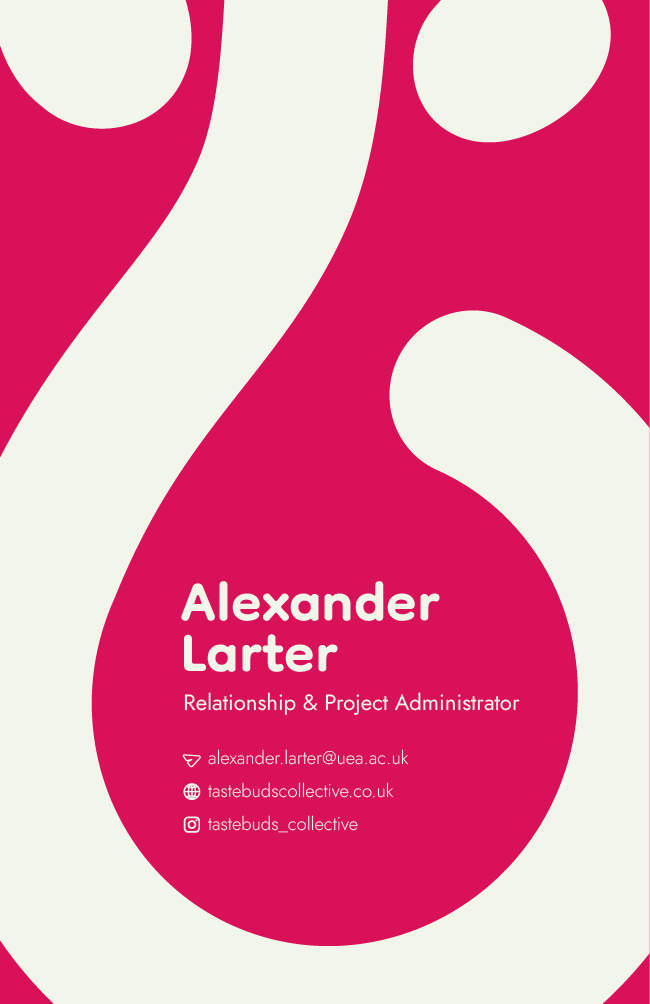 Alexander
Larter
Relationship & Project Administrator
alexander.larter@uea.ac.uk
tastebudscollective.co.uk
tastebuds_collective